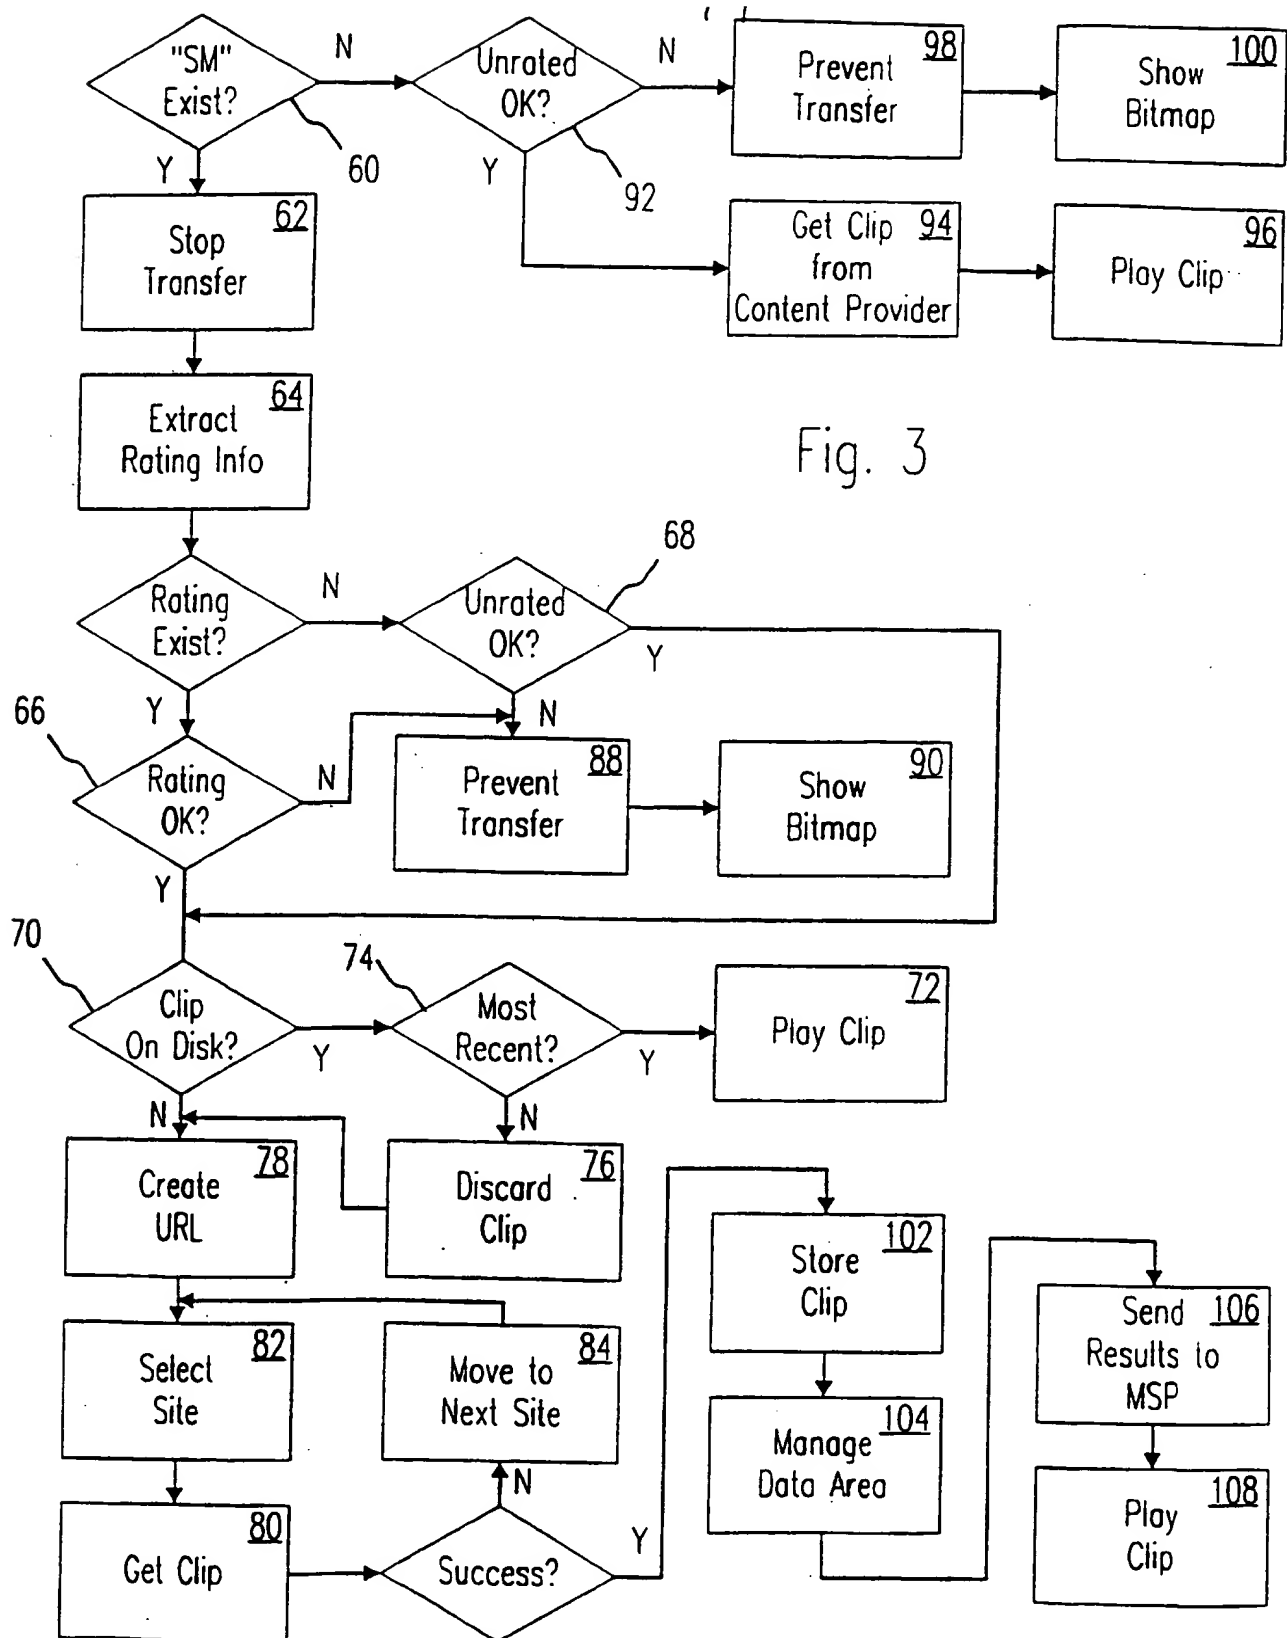 "SM"
Exist?
N
Y
60
Unrated
OK?
N
Y
92
98
Prevent
Transfer
100
Show
Bitmap
62
Stop
Transfer
Get Clip 94
from
Content Provider
96
Play Clip
64
Extract
Rating Info
Fig. 3
Rating
Exist?
N
Y
68
Unrated
OK?
Y
N
66
Rating
OK?
N
Y
88
Prevent
Transfer
90
Show
Bitmap
70
Clip
On Disk?
Y
N
74
Most
Recent?
Y
N
72
Play Clip
78
Create
URL
76
Discard
Clip
102
Store
Clip
Send 106
Results to
MSP
82
Select
Site
84
Move to
Next Site
104
Manage
Data Area
108
Play
Clip
80
Get Clip
Success?
N
Y